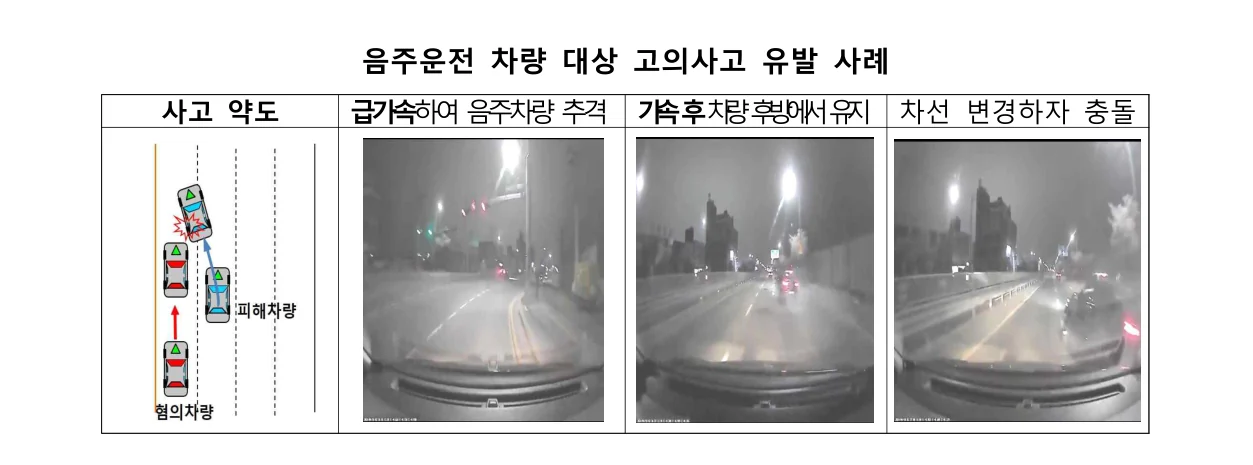 음주운전 차량 대상 고의사고 유발 사례
사고 약도
급가속하여 음주차량 추격
가속 후 차량 후방에서 유지
차선 변경하자 충돌
피해차량
혐의차량